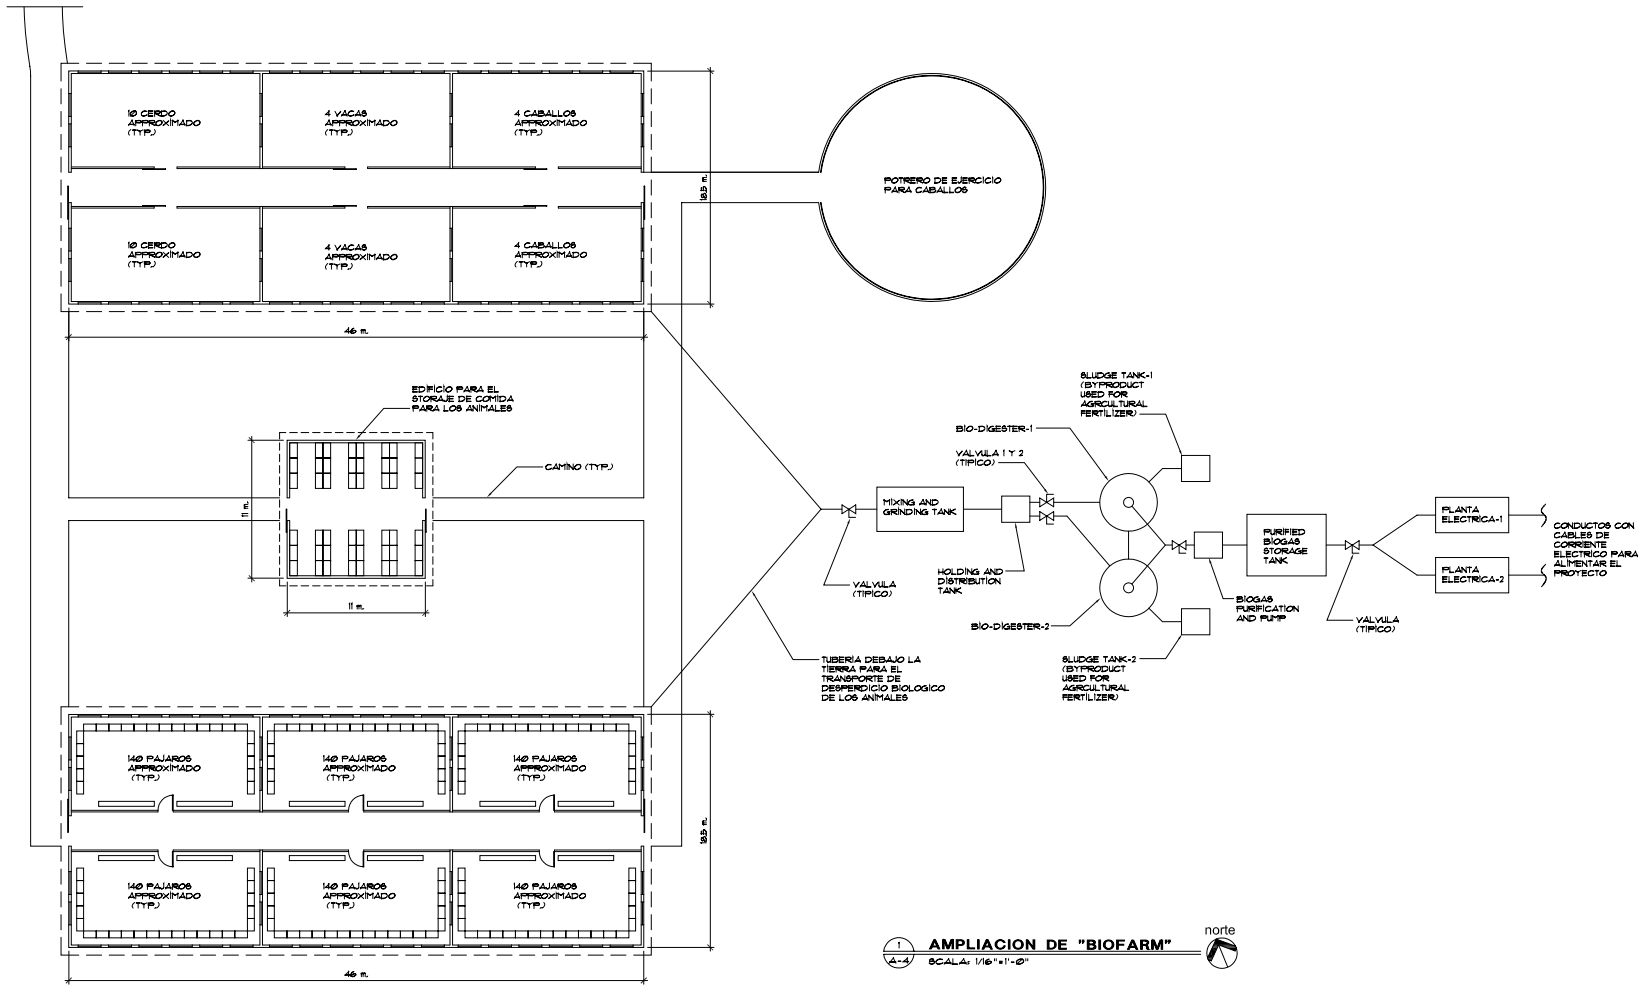 10 CERDO
APPROXIMADO
(TYP.)
4 VACAS
APPROXIMADO
(TYP.)
4 CABALLOS
APPROXIMADO
(TYP.)
10 CERDO
APPROXIMADO
(TYP.)
4 VACAS
APPROXIMADO
(TYP.)
4 CABALLOS
APPROXIMADO
(TYP.)
18.5 m.
46 m.
POTRERO DE EJERCICIO
PARA CABALLOS
EDIFICIO PARA EL
STORAJE DE COMIDA
PARA LOS ANIMALES
CAMINO (TYP.)
11 m.
11 m.
SLUDGE TANK-1
(BYPRODUCT
USED FOR
AGRCULTURAL
FERTILIZER)
BIO-DIGESTER-1
VALVULA 1 Y 2
(TIPICO)
MIXING AND
GRINDING TANK
VALVULA
(TIPICO)
HOLDING AND
DISTRIBUTION
TANK
BIO-DIGESTER-2
SLUDGE TANK-2
(BYPRODUCT
USED FOR
AGRCULTURAL
FERTILIZER)
BIOGAS
PURIFICATION
AND PUMP
PURIFIED
BIOGAS
STORAGE
TANK
VALVULA
(TIPICO)
PLANTA
ELECTRICA-1
PLANTA
ELECTRICA-2
CONDUCTOS CON
CABLES DE
CORRIENTE
ELECTRICO PARA
ALIMENTAR EL
PROYECTO
TUBERIA DEBAJO LA
TIERRA PARA EL
TRANSPORTE DE
DESPERDICIO BIOLOGICO
DE LOS ANIMALES
140 PAJAROS
APPROXIMADO
(TYP.)
140 PAJAROS
APPROXIMADO
(TYP.)
140 PAJAROS
APPROXIMADO
(TYP.)
140 PAJAROS
APPROXIMADO
(TYP.)
140 PAJAROS
APPROXIMADO
(TYP.)
140 PAJAROS
APPROXIMADO
(TYP.)
18.5 m.
46 m.
1
A-4
AMPLIACION DE "BIOFARM"
SCALA: 1/16"=1'-0"
norte